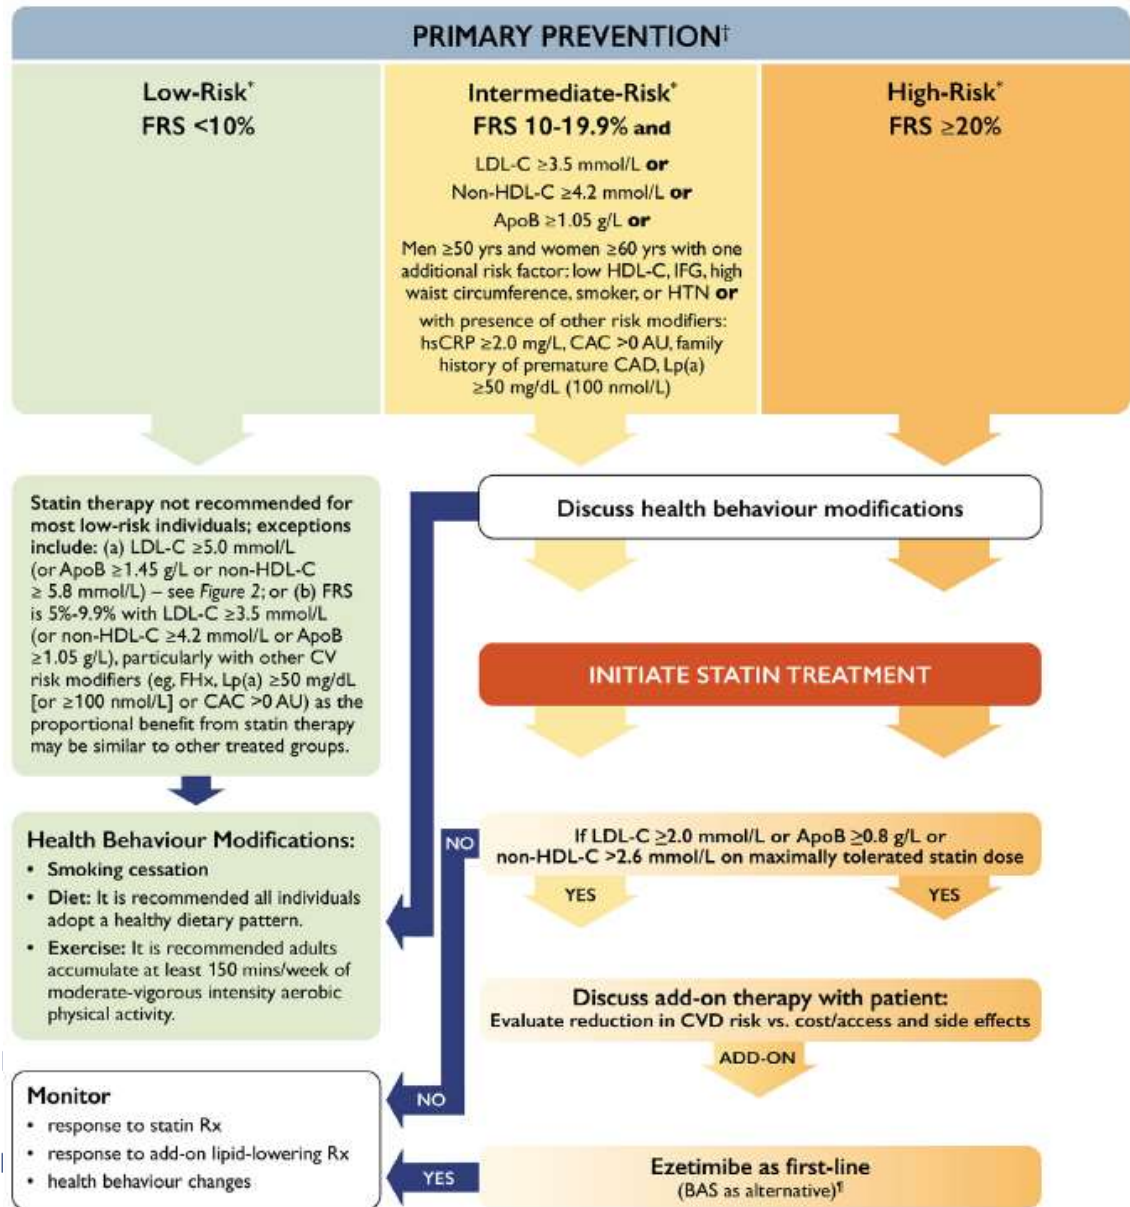 PRIMARY PREVENTION†
Low-Risk*
FRS <10%
Intermediate-Risk*
FRS 10-19.9% and
LDL-C ≥3.5 mmol/L or
Non-HDL-C ≥4.2 mmol/L or
ApoB ≥1.05 g/L or
Men ≥50 yrs and women ≥60 yrs with one
additional risk factor: low HDL-C, IFG, high
waist circumference, smoker, or HTN or
with presence of other risk modifiers:
hsCRP ≥2.0 mg/L, CAC >0 AU, family
history of premature CAD, Lp(a)
≥50 mg/dL (100 nmol/L)
High-Risk*
FRS ≥20%
Statin therapy not recommended for
most low-risk individuals; exceptions
include: (a) LDL-C ≥5.0 mmol/L
(or ApoB ≥1.45 g/L or non-HDL-C
≥ 5.8 mmol/L) – see Figure 2; or (b) FRS
is 5%-9.9% with LDL-C ≥3.5 mmol/L
(or non-HDL-C ≥4.2 mmol/L or ApoB
≥1.05 g/L), particularly with other CV
risk modifiers (eg, FHx, Lp(a) ≥50 mg/dL
[or ≥100 nmol/L] or CAC >0 AU) as the
proportional benefit from statin therapy
may be similar to other treated groups.
Health Behaviour Modifications:
• Smoking cessation
• Diet: It is recommended all individuals
adopt a healthy dietary pattern.
• Exercise: It is recommended adults
accumulate at least 150 mins/week of
moderate-vigorous intensity aerobic
physical activity.
Discuss health behaviour modifications
INITIATE STATIN TREATMENT
NO
If LDL-C ≥2.0 mmol/L or ApoB ≥0.8 g/L or
non-HDL-C >2.6 mmol/L on maximally tolerated statin dose
YES
YES
Discuss add-on therapy with patient:
Evaluate reduction in CVD risk vs. cost/access and side effects
ADD-ON
Monitor
• response to statin Rx
• response to add-on lipid-lowering Rx
• health behaviour changes
NO
YES
Ezetimibe as first-line
(BAS as alternative)¶